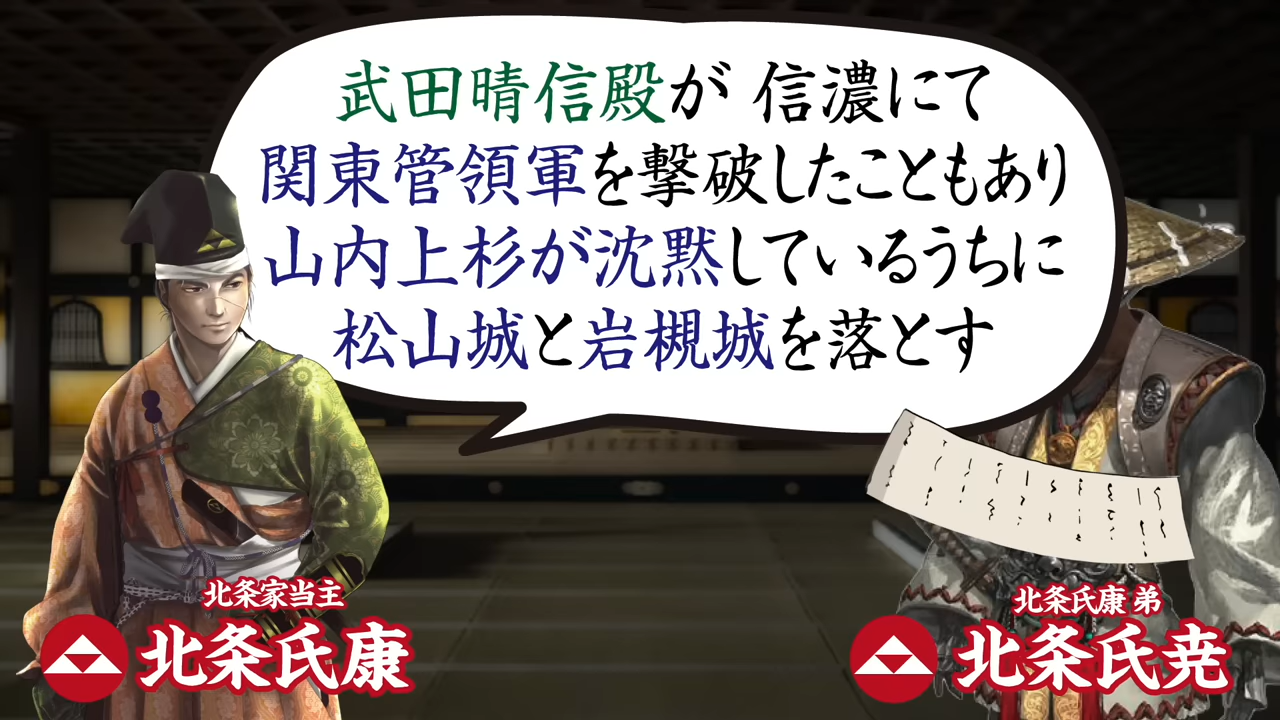 武田晴信殿が 信濃にて
関東管領軍を撃破したこともあり
山内上杉が沈黙しているうちに
松山城と岩槻城を落とす
北条家当主
北条氏康
北条氏康 弟
北条氏尭